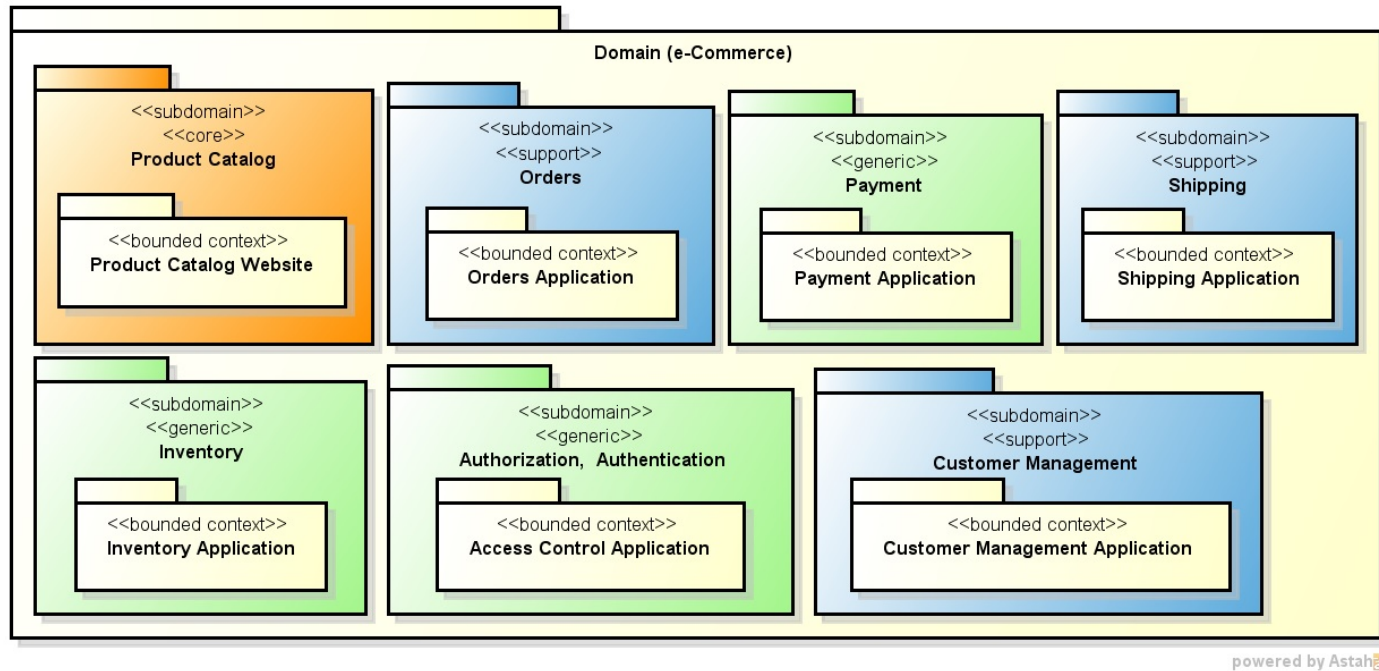 Domain (e-Commerce)
<<subdomain>>
<<core>>
Product Catalog
<<bounded context>>
Product Catalog Website
<<subdomain>>
<<support>>
Orders
<<bounded context>>
Orders Application
<<subdomain>>
<<generic>>
Payment
<<bounded context>>
Payment Application
<<subdomain>>
<<support>>
Shipping
<<bounded context>>
Shipping Application
<<subdomain>>
<<generic>>
Inventory
<<bounded context>>
Inventory Application
<<subdomain>>
<<generic>>
Authorization, Authentication
<<bounded context>>
Access Control Application
<<subdomain>>
<<support>>
Customer Management
<<bounded context>>
Customer Management Application
powered by Astah